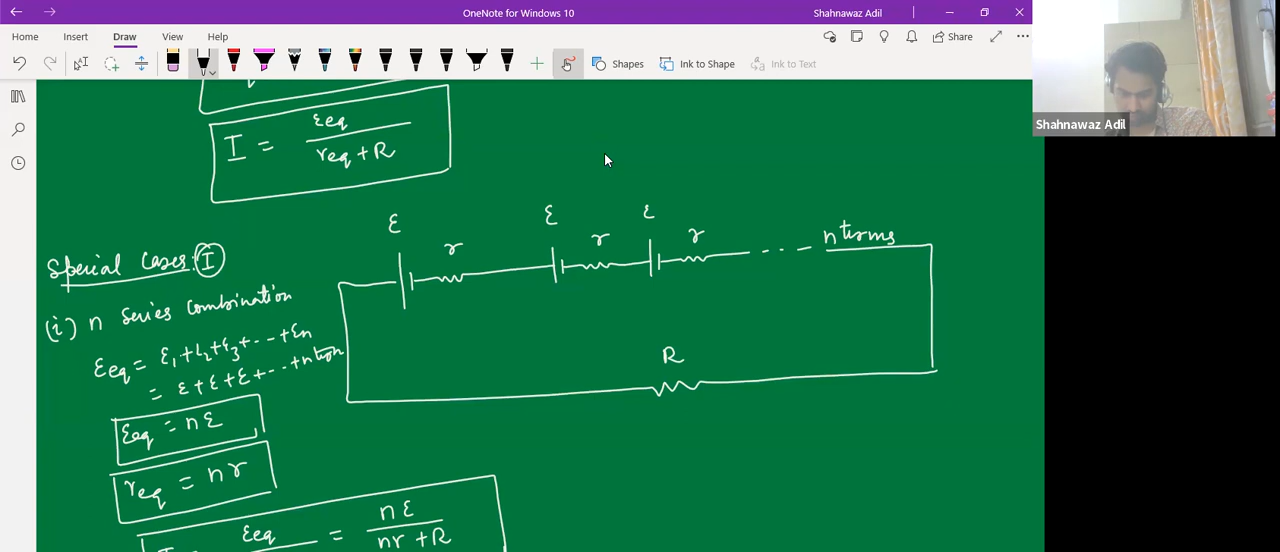 OneNote for Windows 10
Shahnawaz Adil
Home Insert Draw View Help
Share
Shapes Ink to Shape Ink to Text
Shahnawaz Adil
I = εeq / req + R
Special Cases: I
(i) n series combination
εeq = ε1 + ε2 + ε3 + ... + εn
= ε + ε + ε + ... + n term
εeq = nε
req = nr
εeq = nε / nr + R
ε ε ε
r r r ... n terms
R